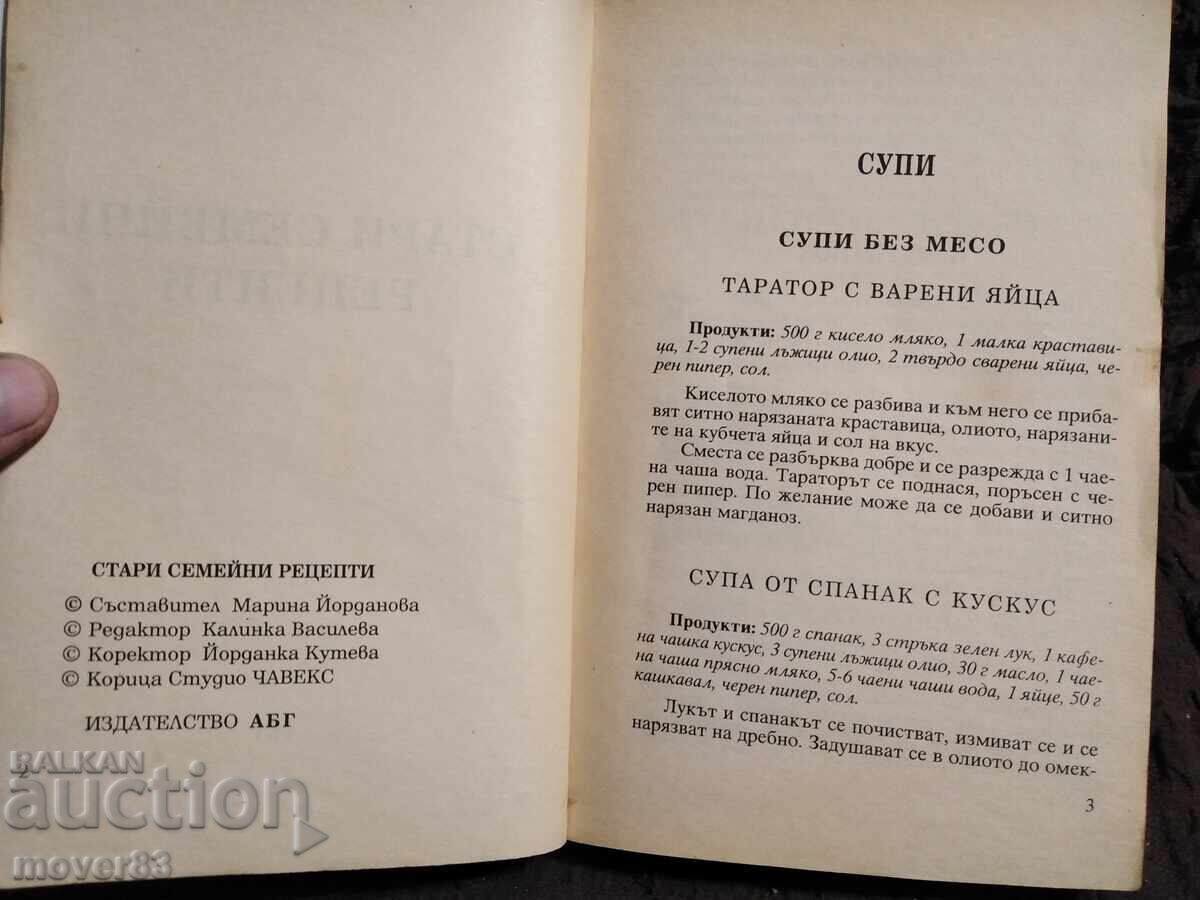 СТАРИ СЕМЕЙНИ РЕЦЕПТИ
© Съставител Марина Йорданова
© Редактор Калинка Василева
© Коректор Йорданка Кутева
© Корица Студио ЧАВЕКС
ИЗДАТЕЛСТВО АБГ
2
BALKAN
auction
mover83
СУПИ
СУПИ БЕЗ МЕСО
ТАРАТОР С ВАРЕНИ ЯЙЦА
Продукти: 500 г кисело мляко, 1 малка крастави-
ца, 1-2 супени лъжици олио, 2 твърдо сварени яйца, че-
рен пипер, сол.
Киселото мляко се разбива и към него се приба-
вят ситно нарязаната краставица, олиото, нарязани-
те на кубчета яйца и сол на вкус.
Сместа се разбърква добре и се разрежда с 1 чае-
на чаша вода. Тараторът се поднася, поръсен с че-
рен пипер. По желание може да се добави и ситно
нарязан магданоз.
СУПА ОТ СПАНАК С КУСКУС
Продукти: 500 г спанак, 3 стръка зелен лук, 1 кафе-
на чашка кускус, 3 супени лъжици олио, 30 г масло, 1 чае-
на чаша прясно мляко, 5-6 чаени чаши вода, 1 яйце, 50 г
кашкавал, черен пипер, сол.
Лукът и спанакът се почистват, измиват се и се
нарязват на дребно. Задушават се в олиото до омек-
3